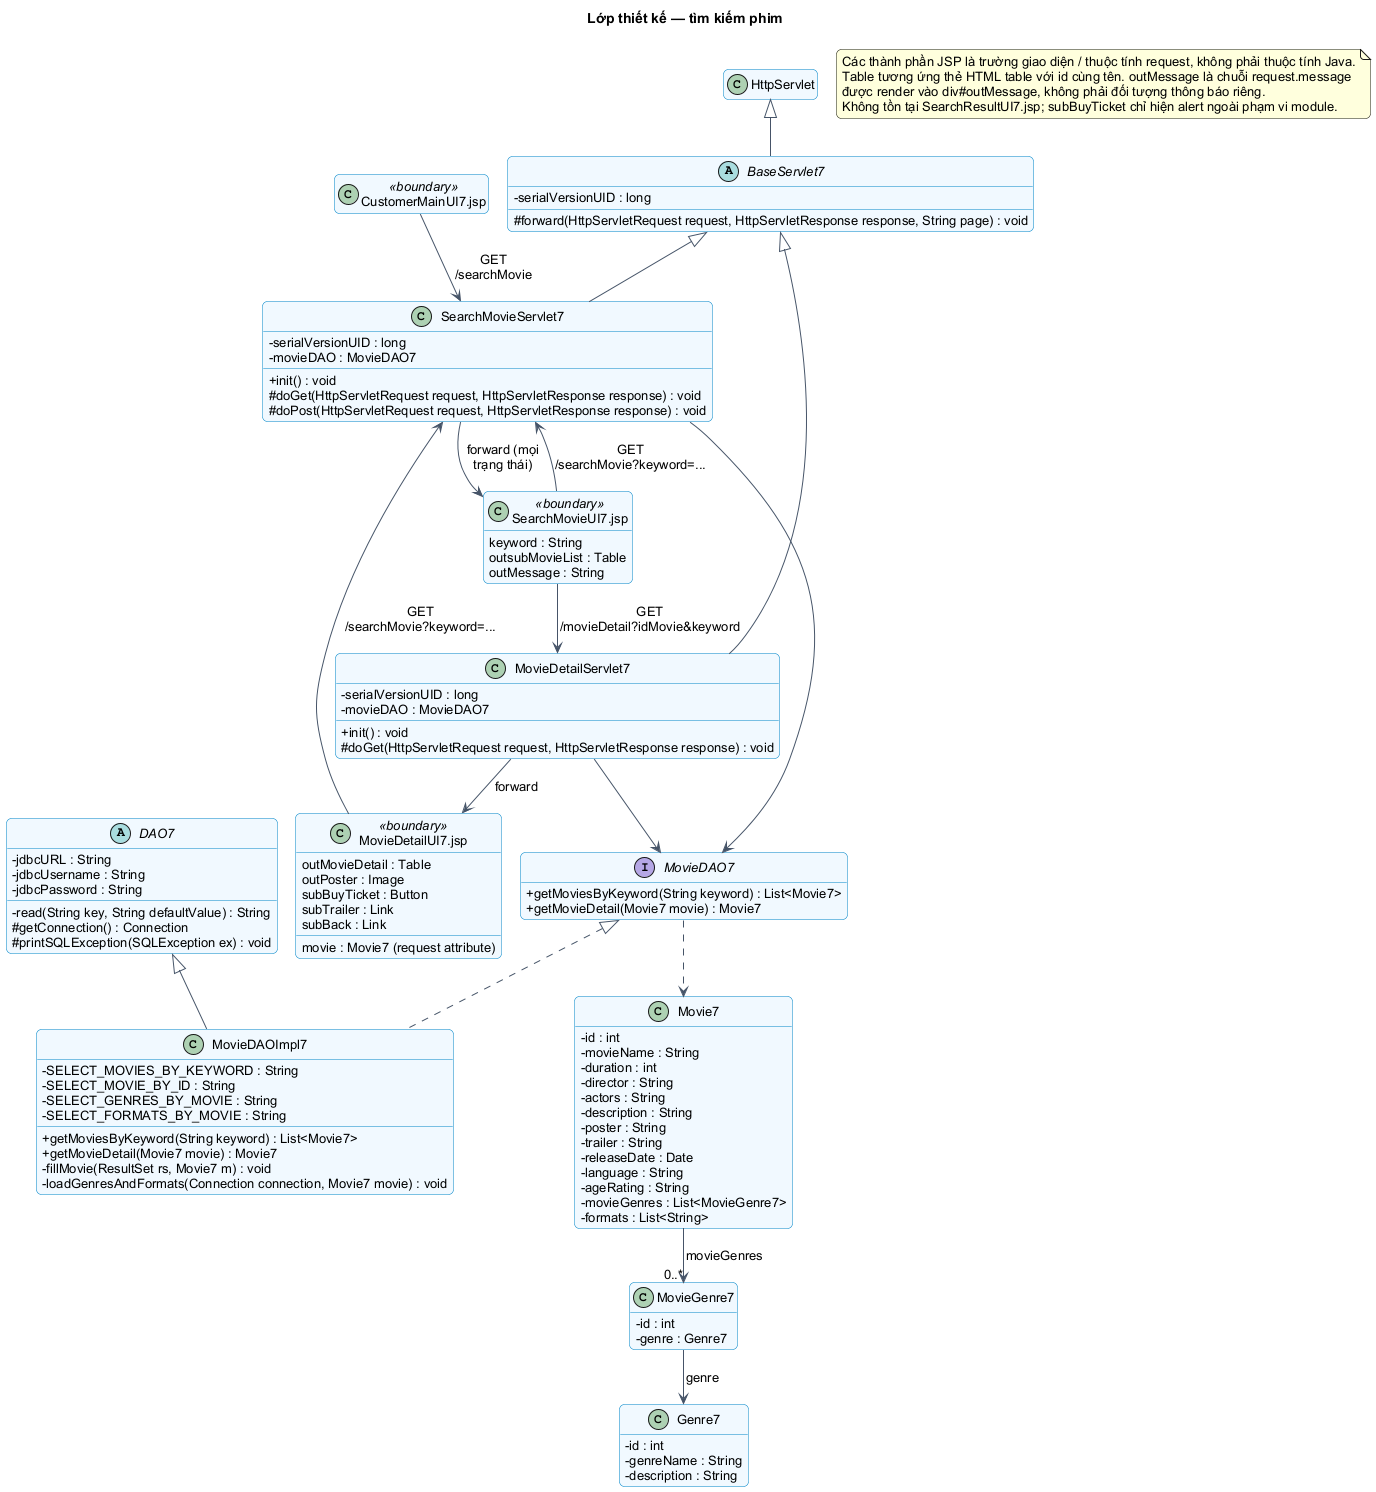 Lớp thiết kế — tìm kiếm phim
Các thành phần JSP là trường giao diện / thuộc tính request, không phải thuộc tính Java.
Table tương ứng thẻ HTML table với id cùng tên. outMessage là chuỗi request.message
được render vào div#outMessage, không phải đối tượng thông báo riêng.
Không tồn tại SearchResultUI7.jsp; subBuyTicket chỉ hiện alert ngoài phạm vi module.
C HttpServlet
A BaseServlet7
-serialVersionUID : long
#forward(HttpServletRequest request, HttpServletResponse response, String page) : void
C «boundary»
CustomerMainUI7.jsp
GET
/searchMovie
C SearchMovieServlet7
-serialVersionUID : long
-movieDAO : MovieDAO7
+init() : void
#doGet(HttpServletRequest request, HttpServletResponse response) : void
#doPost(HttpServletRequest request, HttpServletResponse response) : void
forward (mọi
trạng thái)
GET
/searchMovie?keyword=...
C «boundary»
SearchMovieUI7.jsp
keyword : String
outsubMovieList : Table
outMessage : String
GET
/searchMovie?keyword=...
GET
/movieDetail?idMovie&keyword
C MovieDetailServlet7
-serialVersionUID : long
-movieDAO : MovieDAO7
+init() : void
#doGet(HttpServletRequest request, HttpServletResponse response) : void
forward
A DAO7
-jdbcURL : String
-jdbcUsername : String
-jdbcPassword : String
-read(String key, String defaultValue) : String
#getConnection() : Connection
#printSQLException(SQLException ex) : void
C «boundary»
MovieDetailUI7.jsp
outMovieDetail : Table
outPoster : Image
subBuyTicket : Button
subTrailer : Link
subBack : Link
movie : Movie7 (request attribute)
I MovieDAO7
+getMoviesByKeyword(String keyword) : List<Movie7>
+getMovieDetail(Movie7 movie) : Movie7
C MovieDAOImpl7
-SELECT_MOVIES_BY_KEYWORD : String
-SELECT_MOVIE_BY_ID : String
-SELECT_GENRES_BY_MOVIE : String
-SELECT_FORMATS_BY_MOVIE : String
+getMoviesByKeyword(String keyword) : List<Movie7>
+getMovieDetail(Movie7 movie) : Movie7
-fillMovie(ResultSet rs, Movie7 m) : void
-loadGenresAndFormats(Connection connection, Movie7 movie) : void
C Movie7
-id : int
-movieName : String
-duration : int
-director : String
-actors : String
-description : String
-poster : String
-trailer : String
-releaseDate : Date
-language : String
-ageRating : String
-movieGenres : List<MovieGenre7>
-formats : List<String>
movieGenres
0..*
C MovieGenre7
-id : int
-genre : Genre7
genre
C Genre7
-id : int
-genreName : String
-description : String